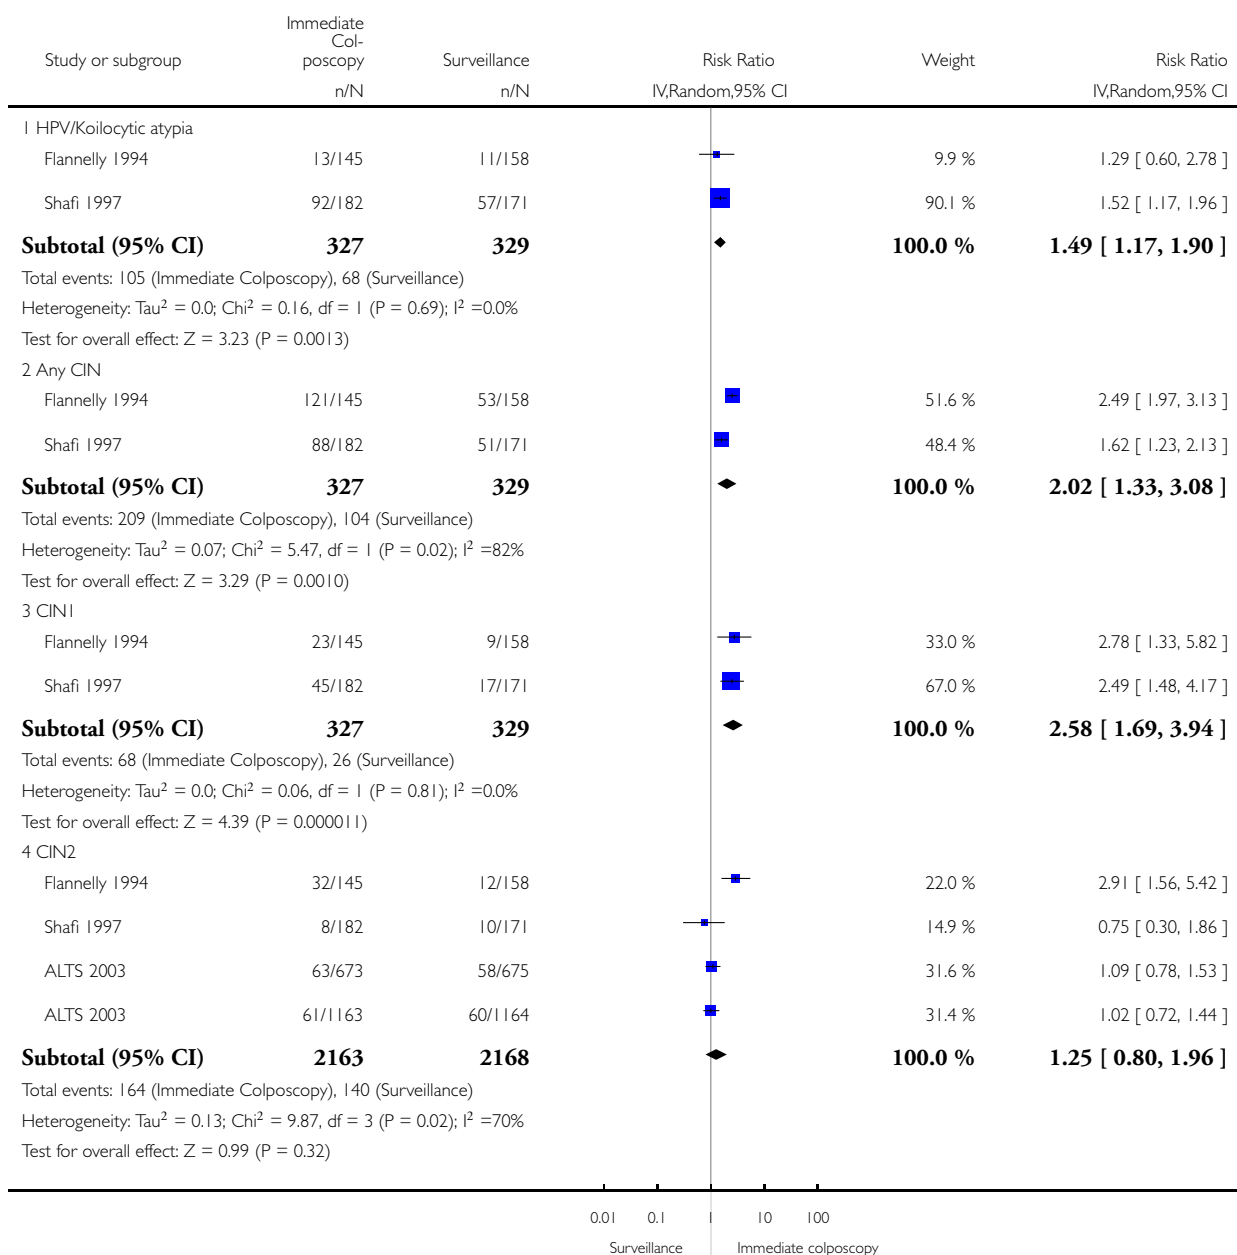 Immediate
Col-
Study or subgroup poscopy Surveillance Risk Ratio Weight Risk Ratio
n/N n/N IV,Random,95% CI IV,Random,95% CI
1 HPV/Koilocytic atypia
Flannelly 1994 13/145 11/158 9.9 % 1.29 [ 0.60, 2.78 ]
Shafi 1997 92/182 57/171 90.1 % 1.52 [ 1.17, 1.96 ]
Subtotal (95% CI) 327 329 100.0 % 1.49 [ 1.17, 1.90 ]
Total events: 105 (Immediate Colposcopy), 68 (Surveillance)
Heterogeneity: Tau² = 0.0; Chi² = 0.16, df = 1 (P = 0.69); I² =0.0%
Test for overall effect: Z = 3.23 (P = 0.0013)
2 Any CIN
Flannelly 1994 121/145 53/158 51.6 % 2.49 [ 1.97, 3.13 ]
Shafi 1997 88/182 51/171 48.4 % 1.62 [ 1.23, 2.13 ]
Subtotal (95% CI) 327 329 100.0 % 2.02 [ 1.33, 3.08 ]
Total events: 209 (Immediate Colposcopy), 104 (Surveillance)
Heterogeneity: Tau² = 0.07; Chi² = 5.47, df = 1 (P = 0.02); I² =82%
Test for overall effect: Z = 3.29 (P = 0.0010)
3 CIN1
Flannelly 1994 23/145 9/158 33.0 % 2.78 [ 1.33, 5.82 ]
Shafi 1997 45/182 17/171 67.0 % 2.49 [ 1.48, 4.17 ]
Subtotal (95% CI) 327 329 100.0 % 2.58 [ 1.69, 3.94 ]
Total events: 68 (Immediate Colposcopy), 26 (Surveillance)
Heterogeneity: Tau² = 0.0; Chi² = 0.06, df = 1 (P = 0.81); I² =0.0%
Test for overall effect: Z = 4.39 (P = 0.000011)
4 CIN2
Flannelly 1994 32/145 12/158 22.0 % 2.91 [ 1.56, 5.42 ]
Shafi 1997 8/182 10/171 14.9 % 0.75 [ 0.30, 1.86 ]
ALTS 2003 63/673 58/675 31.6 % 1.09 [ 0.78, 1.53 ]
ALTS 2003 61/1163 60/1164 31.4 % 1.02 [ 0.72, 1.44 ]
Subtotal (95% CI) 2163 2168 100.0 % 1.25 [ 0.80, 1.96 ]
Total events: 164 (Immediate Colposcopy), 140 (Surveillance)
Heterogeneity: Tau² = 0.13; Chi² = 9.87, df = 3 (P = 0.02); I² =70%
Test for overall effect: Z = 0.99 (P = 0.32)
0.01 0.1 1 10 100
Surveillance Immediate colposcopy